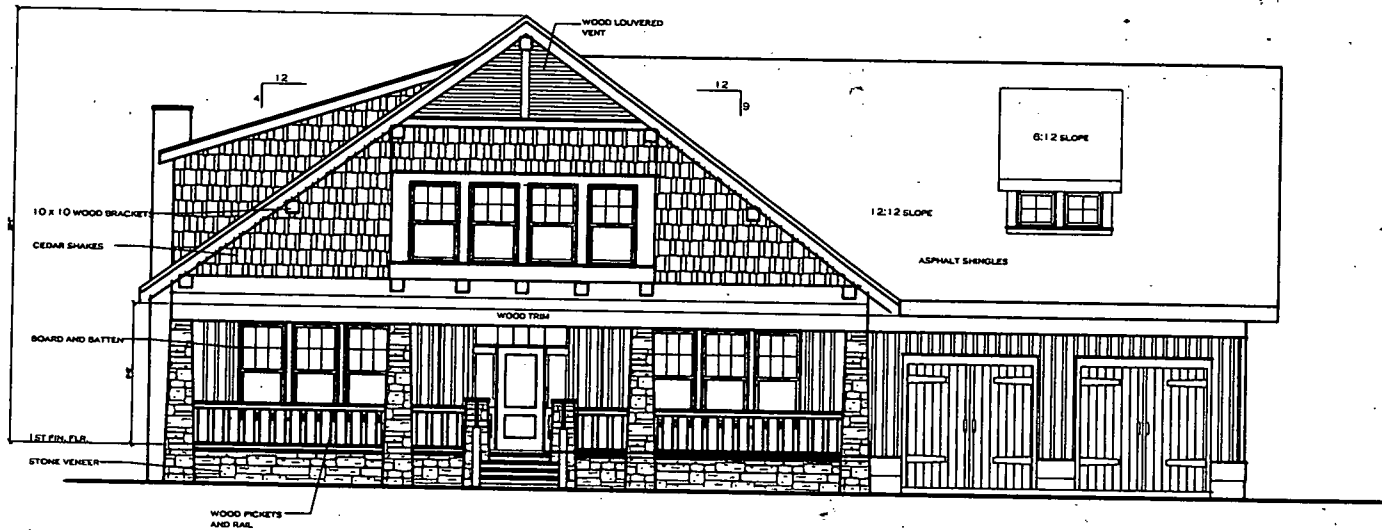 WOOD LOUVERED
VENT
12
4
12
9
6:12 SLOPE
10 x 10 WOOD BRACKETS
12:12 SLOPE
CEDAR SHAKES
ASPHALT SHINGLES
WOOD TRIM
BOARD AND BATTEN
1ST FIN. FLR.
STONE VENEER
WOOD PICKETS
AND RAIL